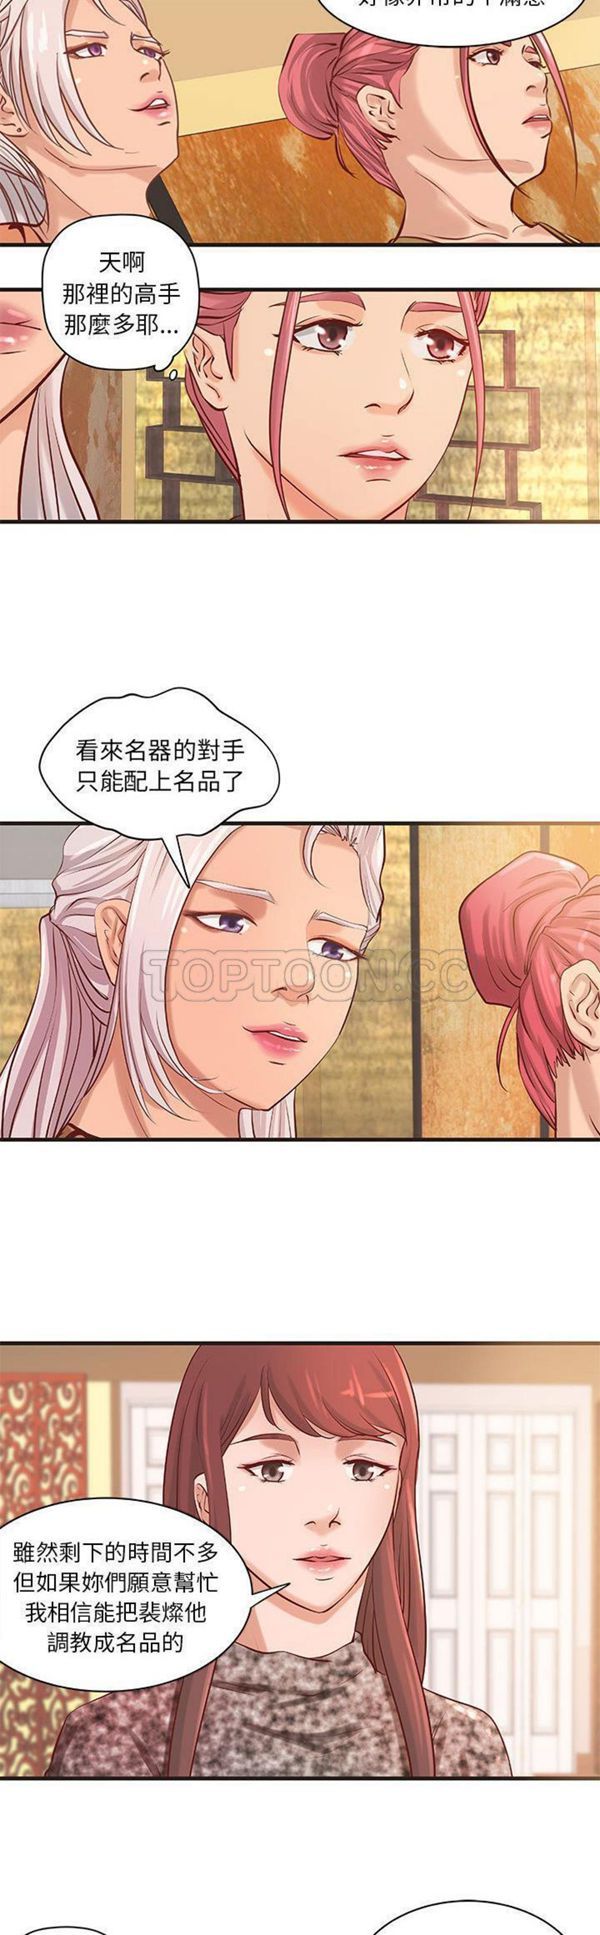 天啊
那裡的高手
那麼多耶...
看來名器的對手
只能配上名品了
TOPTOON.CC
雖然剩下的時間不多
但如果妳們願意幫忙
我相信能把裴燦他
調教成名品的